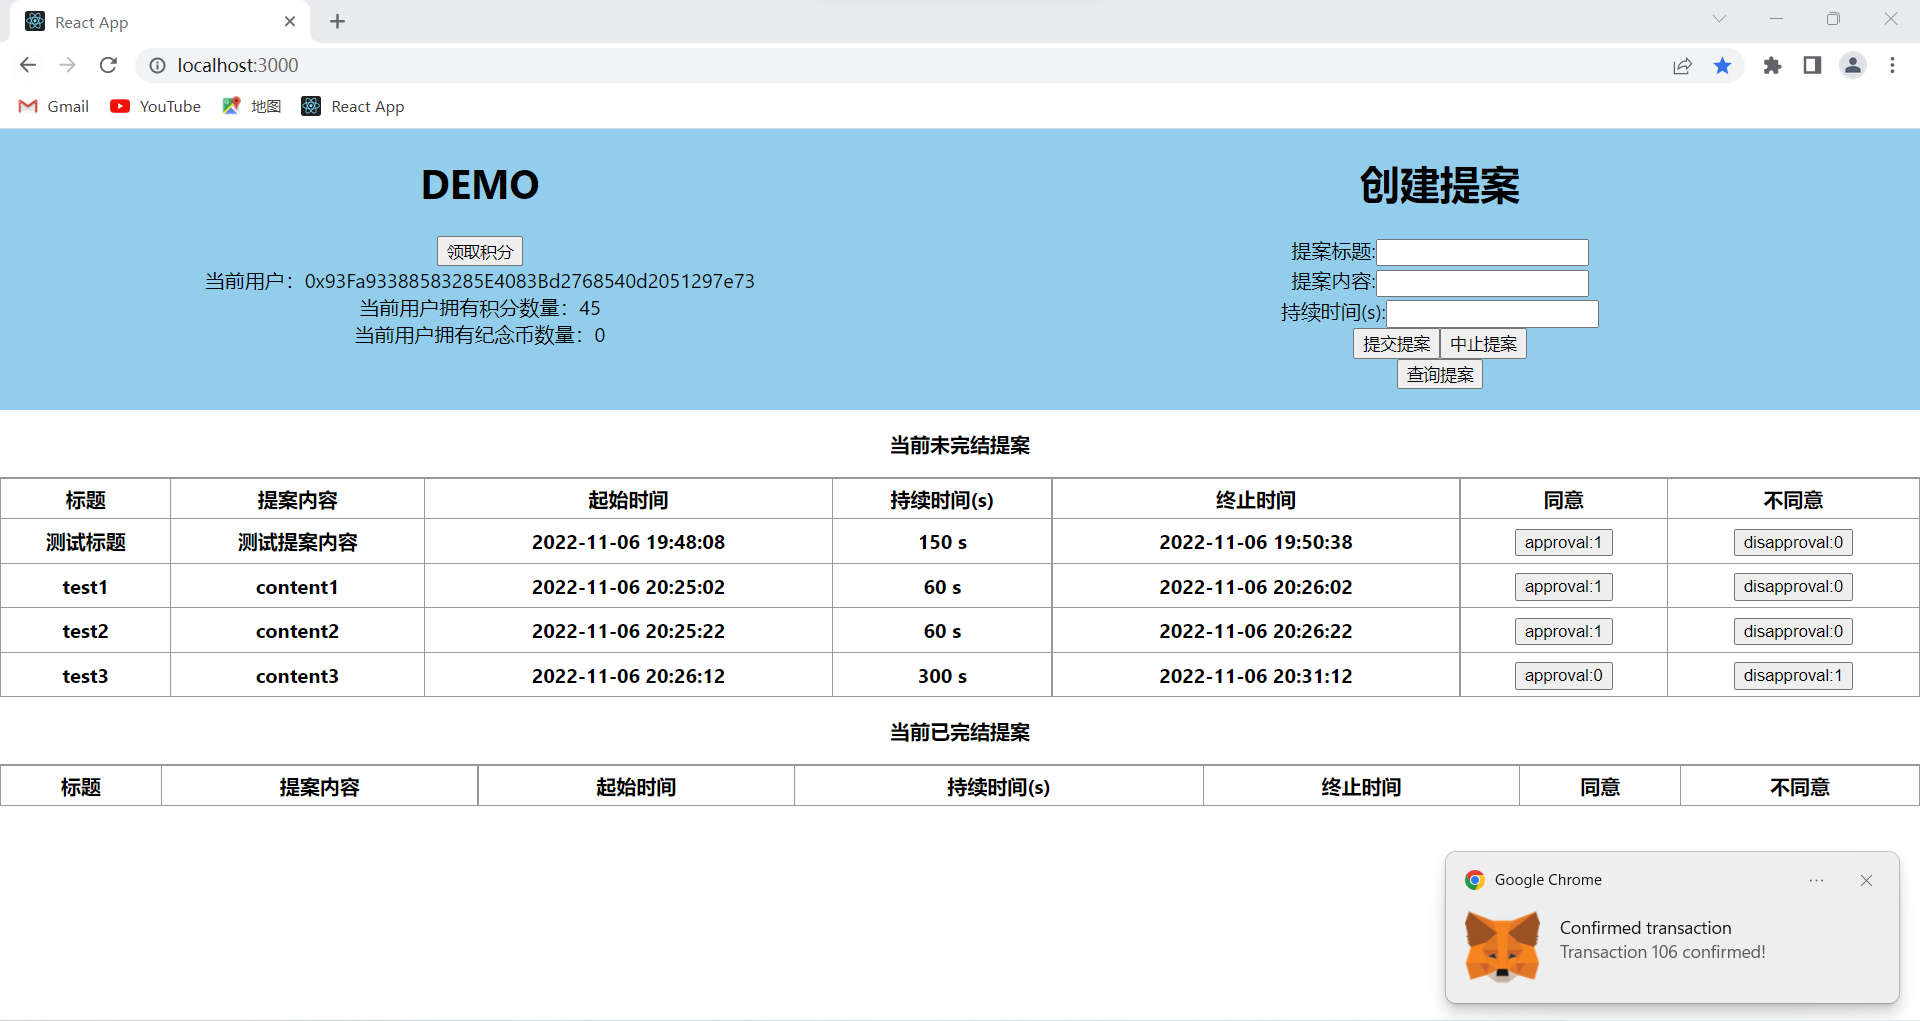 React App
localhost:3000
Gmail YouTube 地图 React App
DEMO
领取积分
当前用户：0x93Fa93388583285E4083Bd2768540d2051297e73
当前用户拥有积分数量：45
当前用户拥有纪念币数量：0
创建提案
提案标题:
提案内容:
持续时间(s):
提交提案 中止提案
查询提案
当前未完结提案
标题 提案内容 起始时间 持续时间(s) 终止时间 同意 不同意
测试标题 测试提案内容 2022-11-06 19:48:08 150 s 2022-11-06 19:50:38 approval:1 disapproval:0
test1 content1 2022-11-06 20:25:02 60 s 2022-11-06 20:26:02 approval:1 disapproval:0
test2 content2 2022-11-06 20:25:22 60 s 2022-11-06 20:26:22 approval:1 disapproval:0
test3 content3 2022-11-06 20:26:12 300 s 2022-11-06 20:31:12 approval:0 disapproval:1
当前已完结提案
标题 提案内容 起始时间 持续时间(s) 终止时间 同意 不同意
Google Chrome
Confirmed transaction
Transaction 106 confirmed!